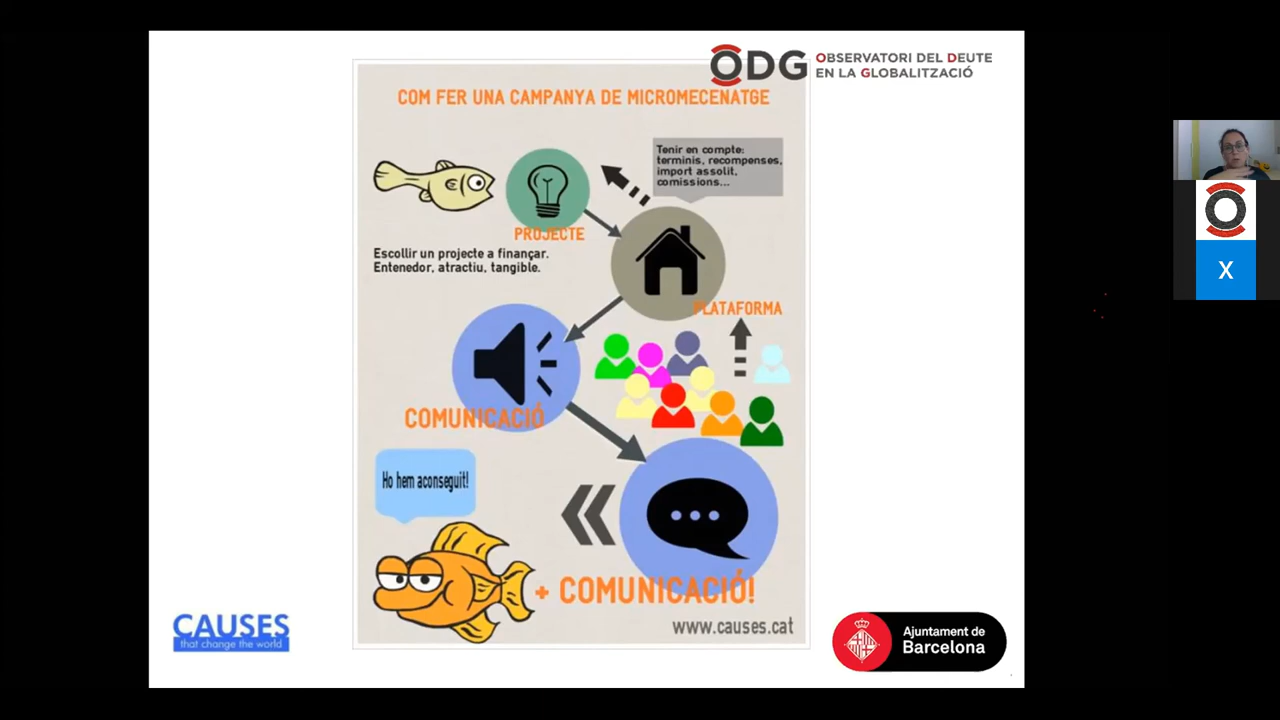 ODG
OBSERVATORI DEL DEUTE
EN LA GLOBALITZACIÓ
COM FER UNA CAMPANYA DE MICROMECENATGE
Tenir en compte:
terminis, recompenses,
import assolit,
comissions...
PROJECTE
Escollir un projecte a finançar.
Entenedor, atractiu, tangible.
PLATAFORMA
COMUNICACIÓ
Ho hem aconseguit!
+ COMUNICACIÓ!
www.causes.cat
CAUSES
that change the world
Ajuntament de
Barcelona
X